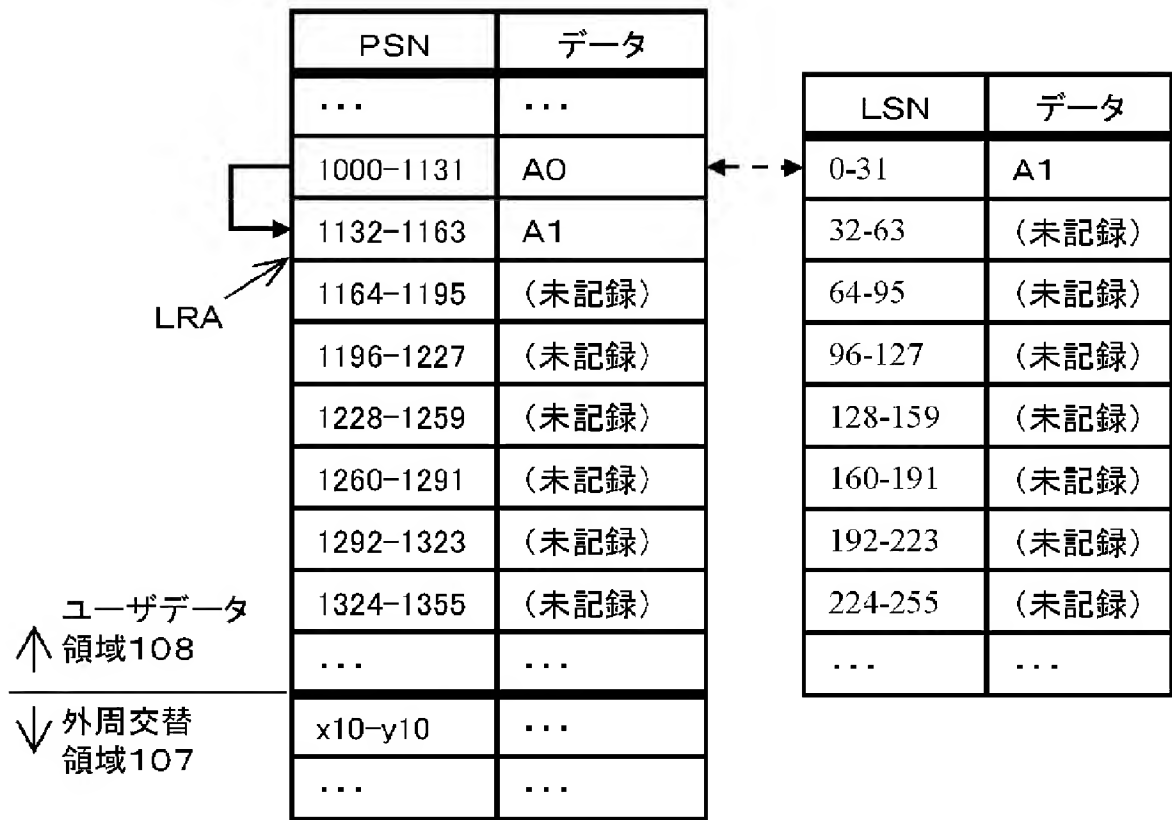 PSN データ
... ...
1000-1131 A0
1132-1163 A1
1164-1195 (未記録)
1196-1227 (未記録)
1228-1259 (未記録)
1260-1291 (未記録)
1292-1323 (未記録)
1324-1355 (未記録)
... ...
x10-y10 ...
... ...
LRA
ユーザデータ
領域108
外周交替
領域107
LSN データ
0-31 A1
32-63 (未記録)
64-95 (未記録)
96-127 (未記録)
128-159 (未記録)
160-191 (未記録)
192-223 (未記録)
224-255 (未記録)
... ...